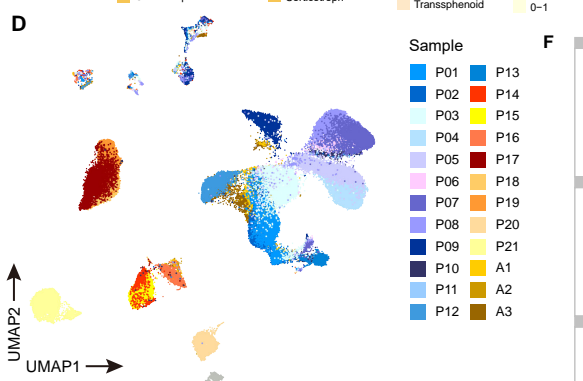 Transsphenoid
0-1
D
F
Sample
P01 P13
P02 P14
P03 P15
P04 P16
P05 P17
P06 P18
P07 P19
P08 P20
P09 P21
P10 A1
P11 A2
P12 A3
UMAP2
UMAP1